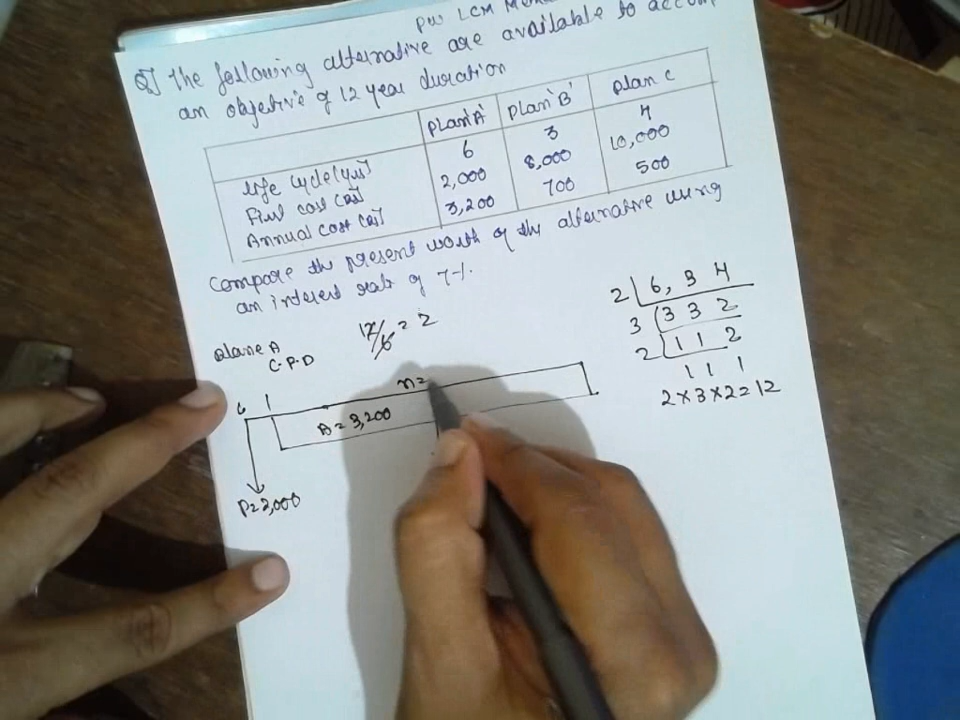 PW LCM
Q] The following alternative are available to accomp
an objective of 12 year duration
Plan 'A' Plan 'B' Plan C
Life cycle (yrs) 6 3 4
First cost cost 2,000 8,000 10,000
Annual cost cost 3,200 700 500
Compare the present worth of the alternative using
an interest rate of 7%.
12/6 = 2
Plane A
C.F.D
0 1 n=
A = 3,200
P=2,000
2 6, 3 4
3 3 3 2
2 1 1 2
1 1 1
2×3×2=12